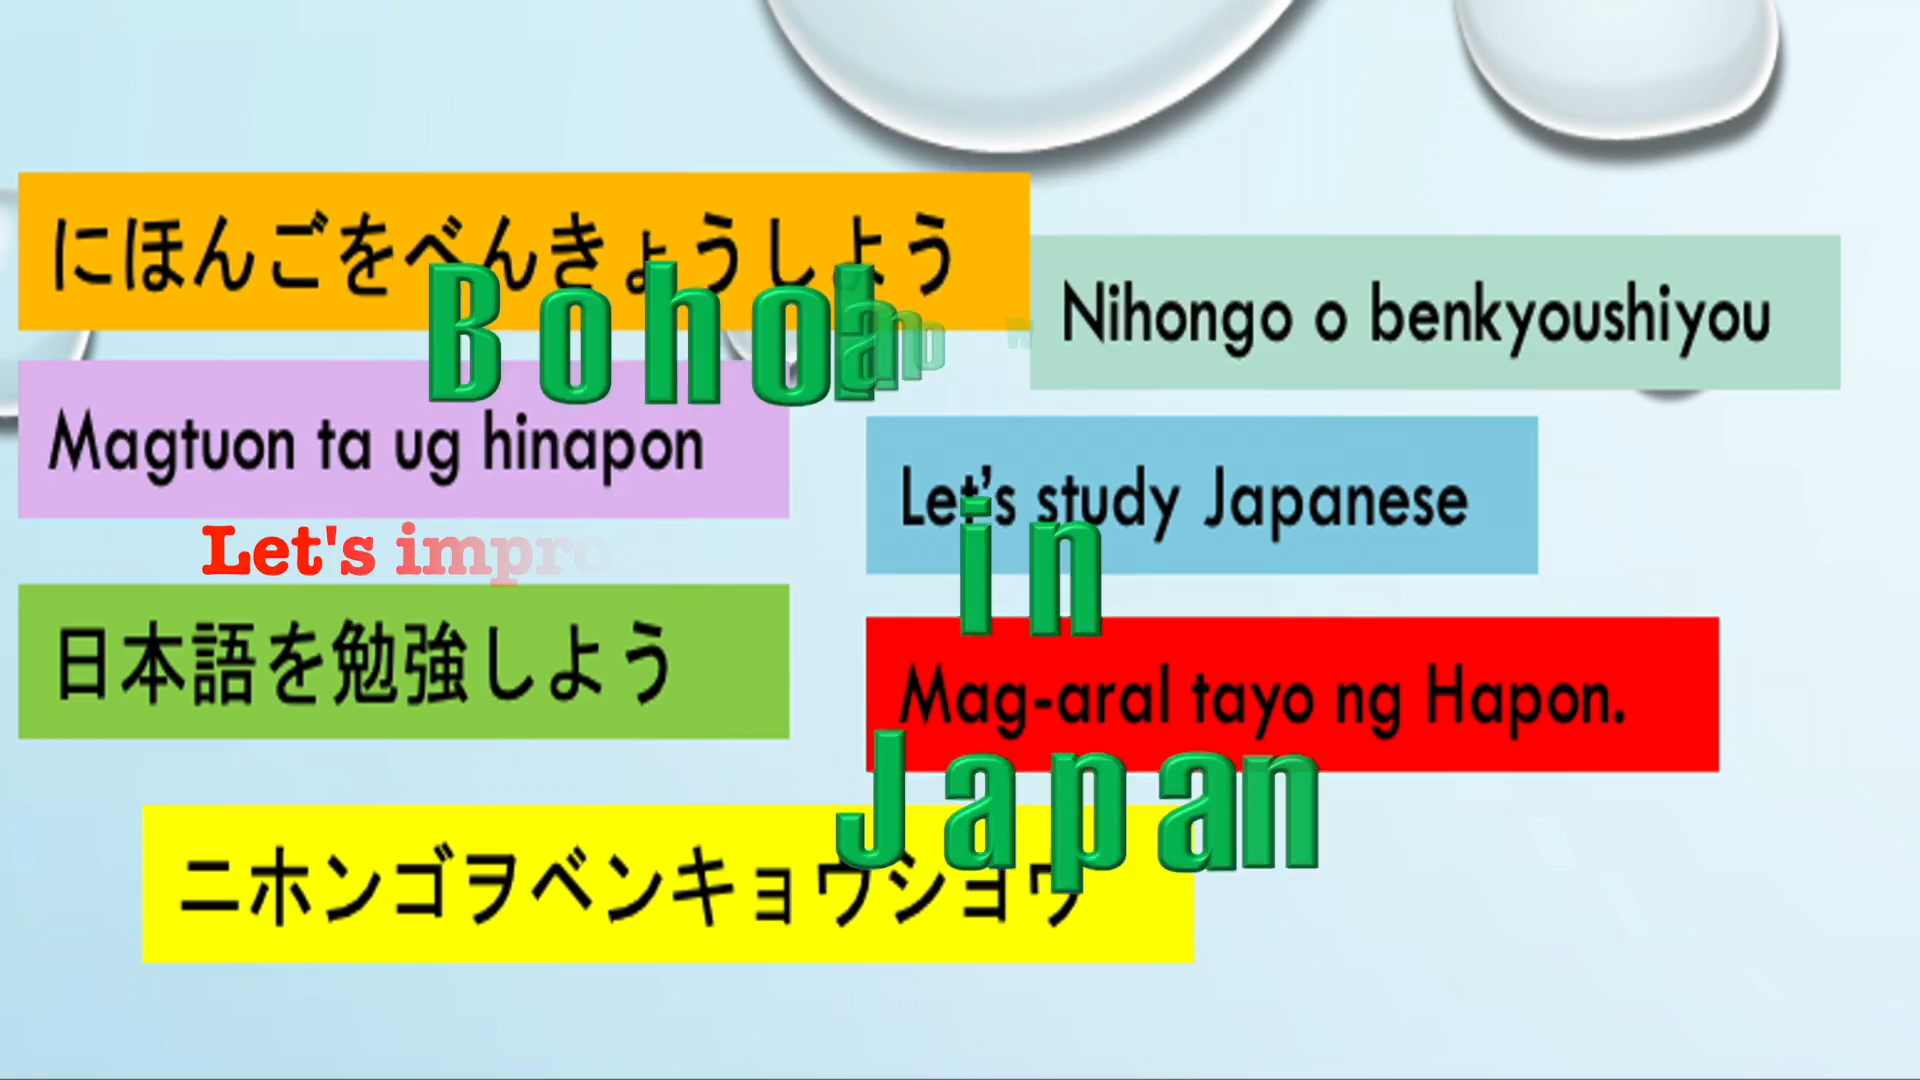 にほんごをべんきょうしよう
Nihongo o benkyoushiyou
Magtuon ta ug hinapon
Let's study Japanese
Let's
日本語を勉強しよう
Mag-aral tayo ng Hapon.
ニホンゴヲベンキョウショウ
in
Japan